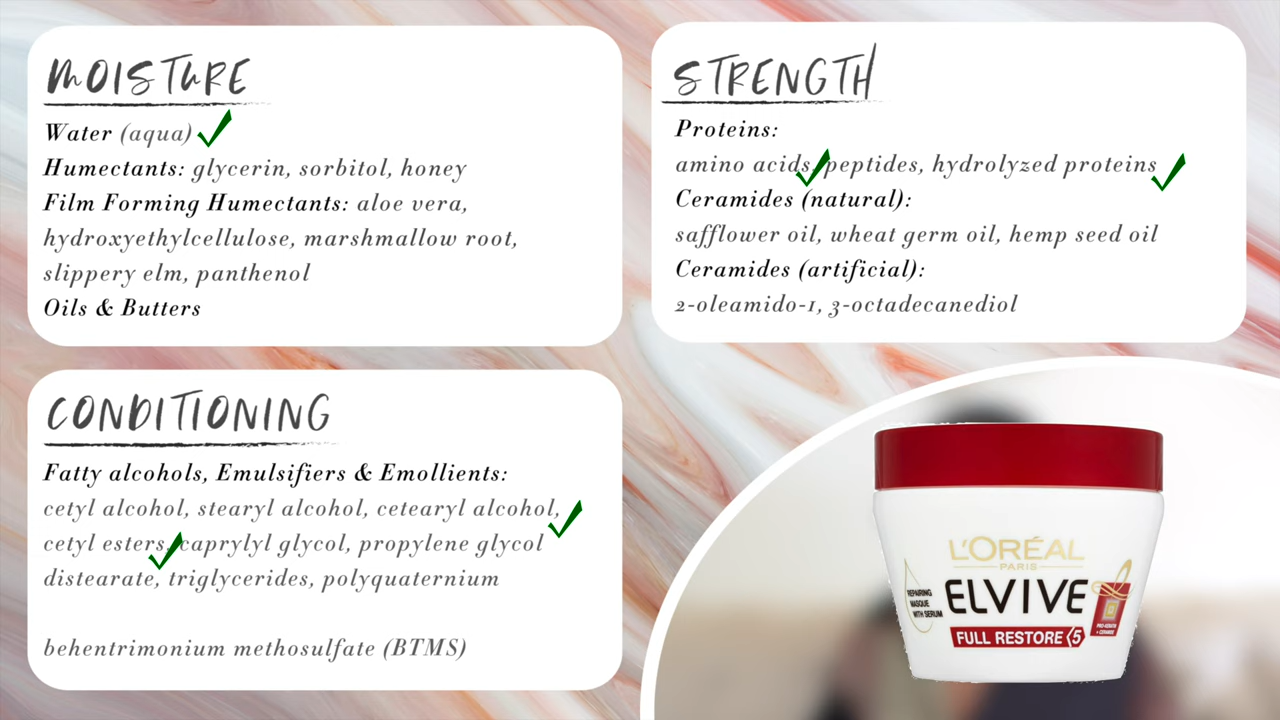 MOISTURE
Water (aqua)
Humectants: glycerin, sorbitol, honey
Film Forming Humectants: aloe vera,
hydroxyethylcellulose, marshmallow root,
slippery elm, panthenol
Oils & Butters
STRENGTH
Proteins:
amino acids, peptides, hydrolyzed proteins
Ceramides (natural):
safflower oil, wheat germ oil, hemp seed oil
Ceramides (artificial):
2-oleamido-1, 3-octadecanediol
CONDITIONING
Fatty alcohols, Emulsifiers & Emollients:
cetyl alcohol, stearyl alcohol, cetearyl alcohol,
cetyl esters, caprylyl glycol, propylene glycol
distearate, triglycerides, polyquaternium
behentrimonium methosulfate (BTMS)
L'ORÉAL
PARIS
ELVIVE
REPAIRING
MASQUE
WITH SERUM
FULL RESTORE 5
PRO-KERATIN
+ CERAMIDE